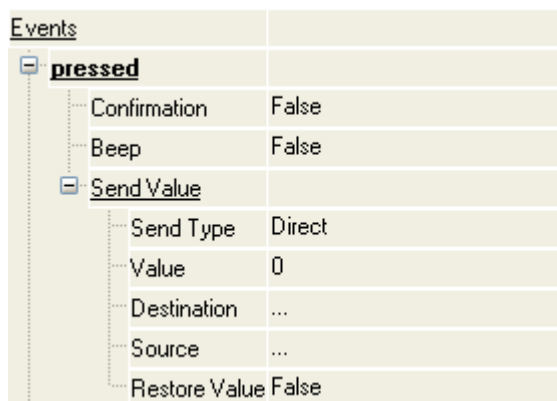 Events
pressed
Confirmation False
Beep False
Send Value
Send Type Direct
Value 0
Destination ...
Source ...
Restore Value False